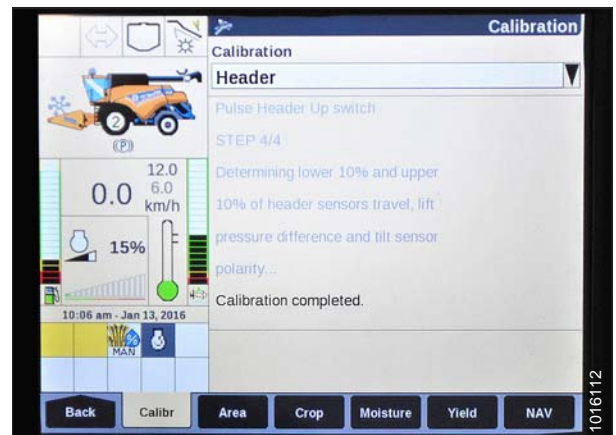 Calibration
Calibration
Header
Pulse Header Up switch
STEP 4/4
Determining lower 10% and upper
10% of header sensors travel, lift
pressure difference and tilt sensor
polarity...
Calibration completed.
2
(P)
12.0
0.0 6.0
km/h
15%
10:06 am - Jan 13, 2016
%
MAN
Back Calibr Area Crop Moisture Yield NAV
1016112